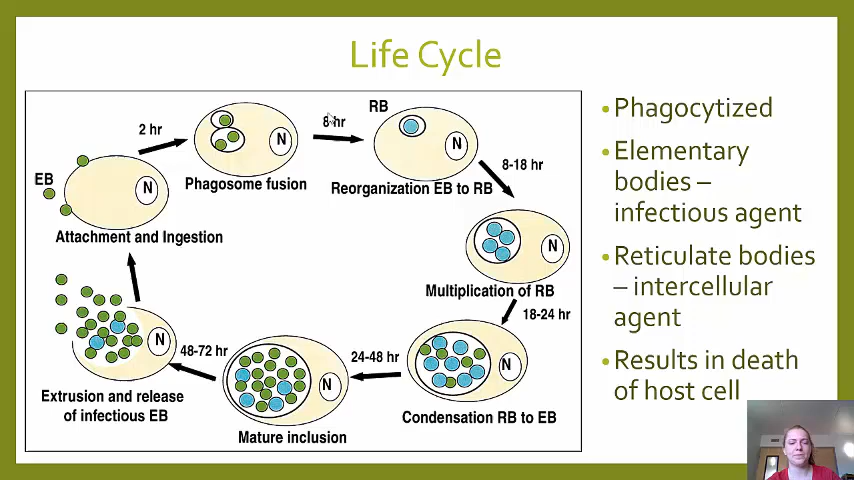 Life Cycle
2 hr
N
Phagosome fusion
8 hr
RB
N
Reorganization EB to RB
8-18 hr
EB
N
Attachment and Ingestion
N
Multiplication of RB
18-24 hr
N
Condensation RB to EB
24-48 hr
N
Mature inclusion
48-72 hr
N
Extrusion and release
of infectious EB
• Phagocytized
• Elementary
bodies –
infectious agent
• Reticulate bodies
– intercellular
agent
• Results in death
of host cell